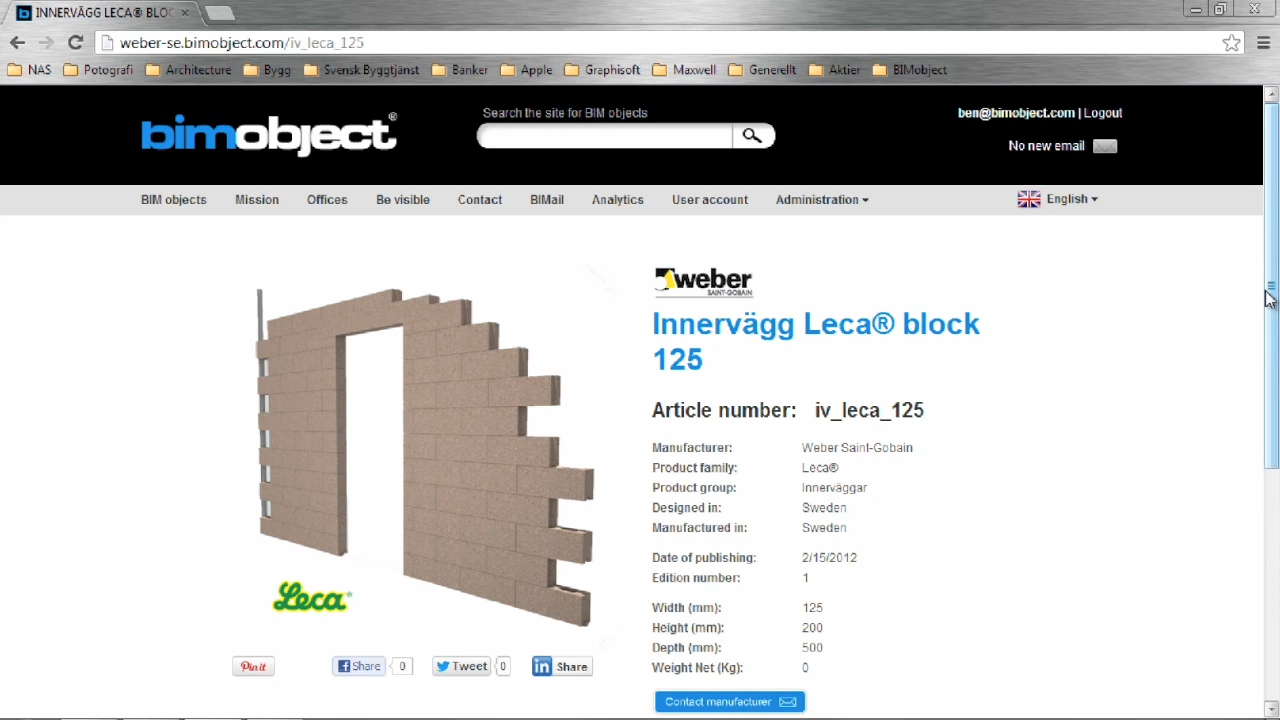 INNERVÄGG LECA® BLO
weber-se.bimobject.com/iv_leca_125
NAS Potografi Architecture Bygg Svensk Byggtjänst Banker Apple Graphisoft Maxwell Generellt Aktier BIMobject
bimobject®
Search the site for BIM objects
ben@bimobject.com | Logout
No new email
BIM objects Mission Offices Be visible Contact BIMail Analytics User account Administration English
weber
SAINT-GOBAIN
Innervägg Leca® block
125
Article number: iv_leca_125
Manufacturer: Weber Saint-Gobain
Product family: Leca®
Product group: Innerväggar
Designed in: Sweden
Manufactured in: Sweden
Date of publishing: 2/15/2012
Edition number: 1
Width (mm): 125
Height (mm): 200
Depth (mm): 500
Weight Net (Kg): 0
Contact manufacturer
Leca®
Pin it Share 0 Tweet 0 in Share